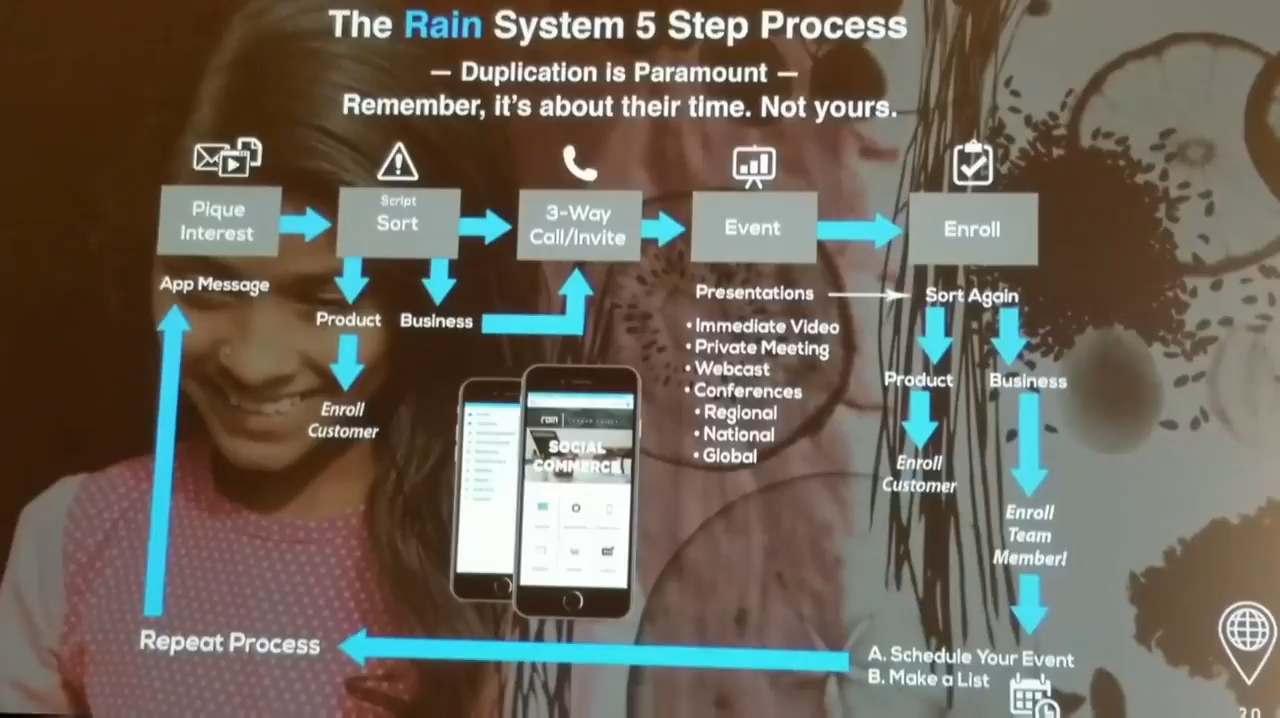 The Rain System 5 Step Process
— Duplication is Paramount —
Remember, it's about their time. Not yours.
Pique
Interest
Script
Sort
3-Way
Call/Invite
Event
Enroll
App Message
Product
Business
Enroll
Customer
Presentations
• Immediate Video
• Private Meeting
• Webcast
• Conferences
• Regional
• National
• Global
Sort Again
Product
Business
Enroll
Customer
Enroll
Team
Member!
rain
SOCIAL
COMMERCE
Repeat Process
A. Schedule Your Event
B. Make a List